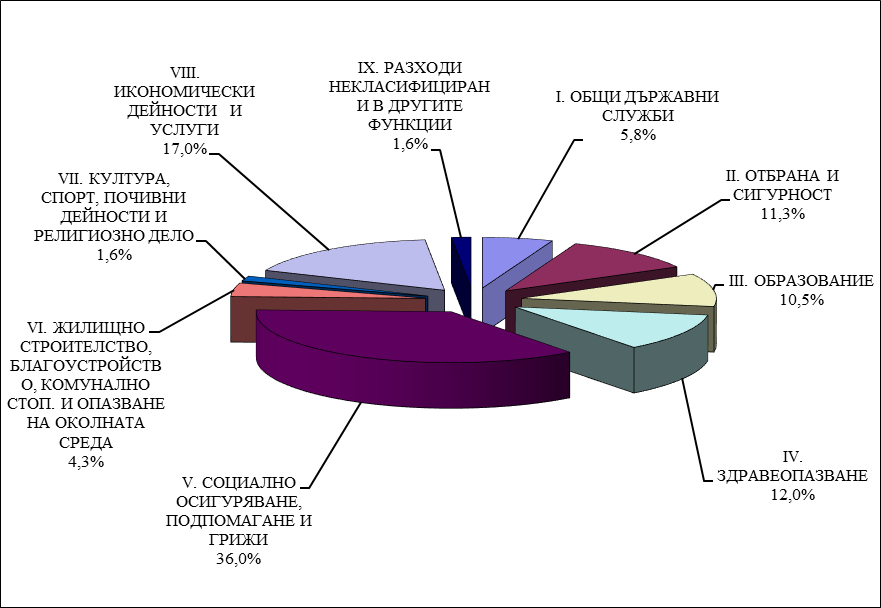 I. ОБЩИ ДЪРЖАВНИ
СЛУЖБИ
5,8%
II. ОТБРАНА И
СИГУРНОСТ
11,3%
III. ОБРАЗОВАНИЕ
10,5%
IV.
ЗДРАВЕОПАЗВАНЕ
12,0%
V. СОЦИАЛНО
ОСИГУРЯВАНЕ,
ПОДПОМАГАНЕ И
ГРИЖИ
36,0%
VI. ЖИЛИЩНО
СТРОИТЕЛСТВО,
БЛАГОУСТРОЙСТВ
О, КОМУНАЛНО
СТОП. И ОПАЗВАНЕ
НА ОКОЛНАТА
СРЕДА
4,3%
VII. КУЛТУРА,
СПОРТ, ПОЧИВНИ
ДЕЙНОСТИ И
РЕЛИГИОЗНО ДЕЛО
1,6%
VIII.
ИКОНОМИЧЕСКИ
ДЕЙНОСТИ И
УСЛУГИ
17,0%
IX. РАЗХОДИ
НЕКЛАСИФИЦИРАН
И В ДРУГИТЕ
ФУНКЦИИ
1,6%